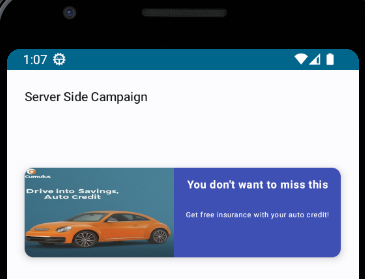 1:07
Server Side Campaign
Cumulus
Drive into Savings,
Auto Credit
You don't want to miss this
Get free insurance with your auto credit!